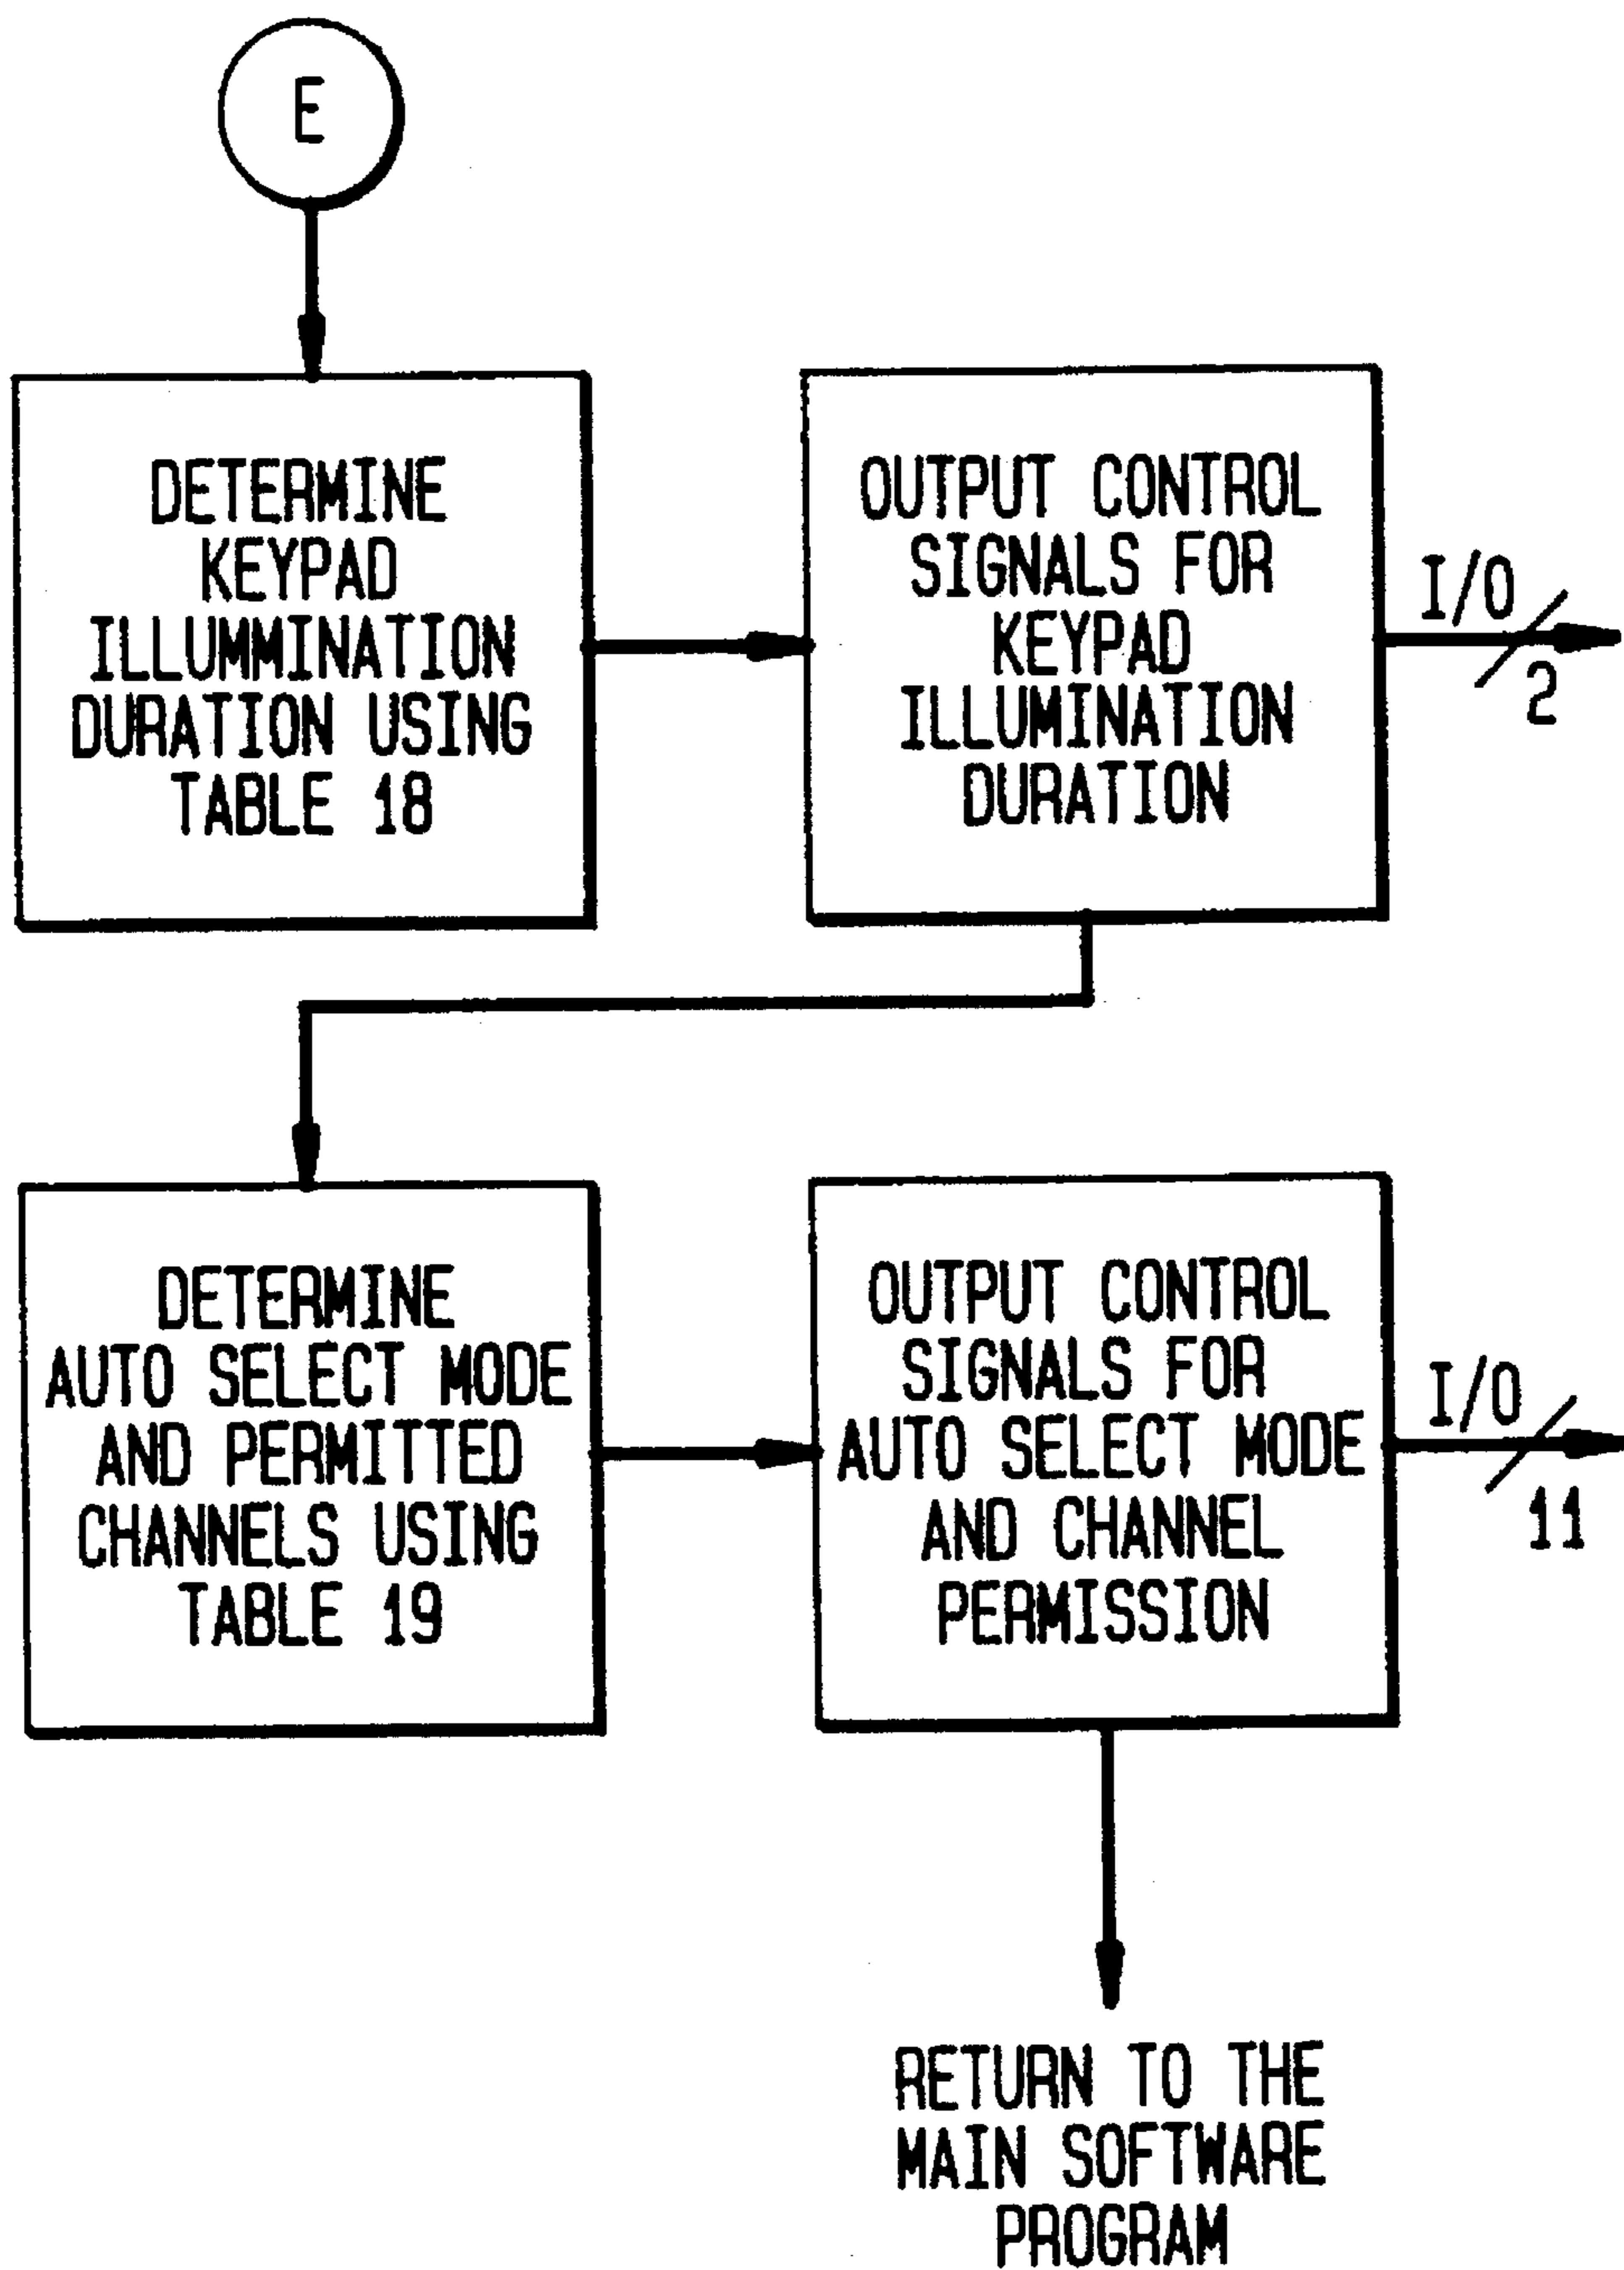 E
DETERMINE
KEYPAD
ILLUMMINATION
DURATION USING
TABLE 18
OUTPUT CONTROL
SIGNALS FOR
KEYPAD
ILLUMINATION
DURATION
I/O
2
DETERMINE
AUTO SELECT MODE
AND PERMITTED
CHANNELS USING
TABLE 19
OUTPUT CONTROL
SIGNALS FOR
AUTO SELECT MODE
AND CHANNEL
PERMISSION
I/O
11
RETURN TO THE
MAIN SOFTWARE
PROGRAM